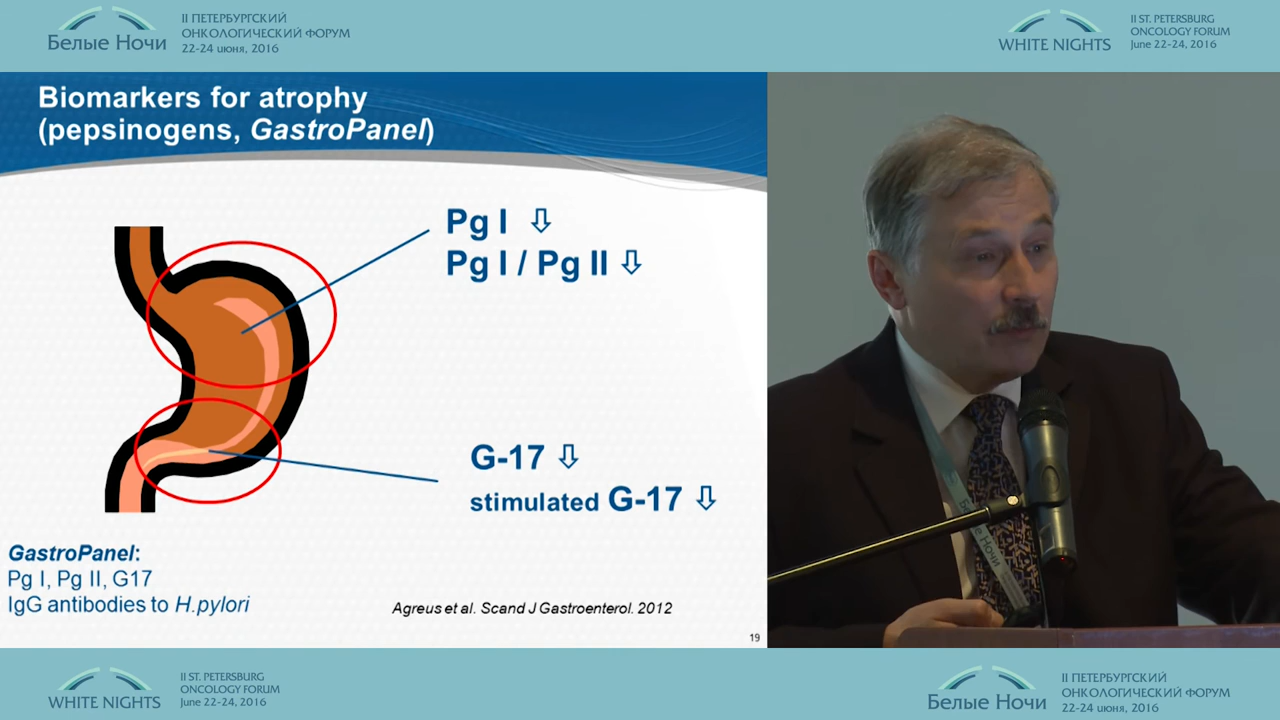 Белые Ночи
II ПЕТЕРБУРГСКИЙ
ОНКОЛОГИЧЕСКИЙ ФОРУМ
22-24 июня, 2016
WHITE NIGHTS
II ST. PETERSBURG
ONCOLOGY FORUM
June 22-24, 2016
Biomarkers for atrophy
(pepsinogens, GastroPanel)
Pg I ⇩
Pg I / Pg II ⇩
G-17 ⇩
stimulated G-17 ⇩
GastroPanel:
Pg I, Pg II, G17
IgG antibodies to H.pylori
Agreus et al. Scand J Gastroenterol. 2012
19
Белые Ночи
WHITE NIGHTS
II ST. PETERSBURG
ONCOLOGY FORUM
June 22-24, 2016
Белые Ночи
II ПЕТЕРБУРГСКИЙ
ОНКОЛОГИЧЕСКИЙ ФОРУМ
22-24 июня, 2016